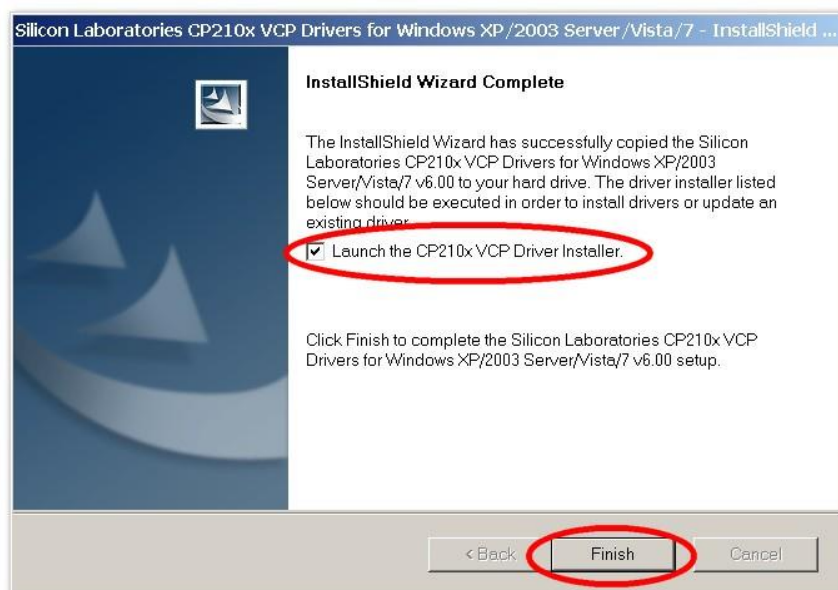 Silicon Laboratories CP210x VCP Drivers for Windows XP/2003 Server/Vista/7 - InstallShield ...
InstallShield Wizard Complete
The InstallShield Wizard has successfully copied the Silicon
Laboratories CP210x VCP Drivers for Windows XP/2003
Server/Vista/7 v6.00 to your hard drive. The driver installer listed
below should be executed in order to install drivers or update an
existing driver.
Launch the CP210x VCP Driver Installer.
Click Finish to complete the Silicon Laboratories CP210x VCP
Drivers for Windows XP/2003 Server/Vista/7 v6.00 setup.
< Back
Finish
Cancel